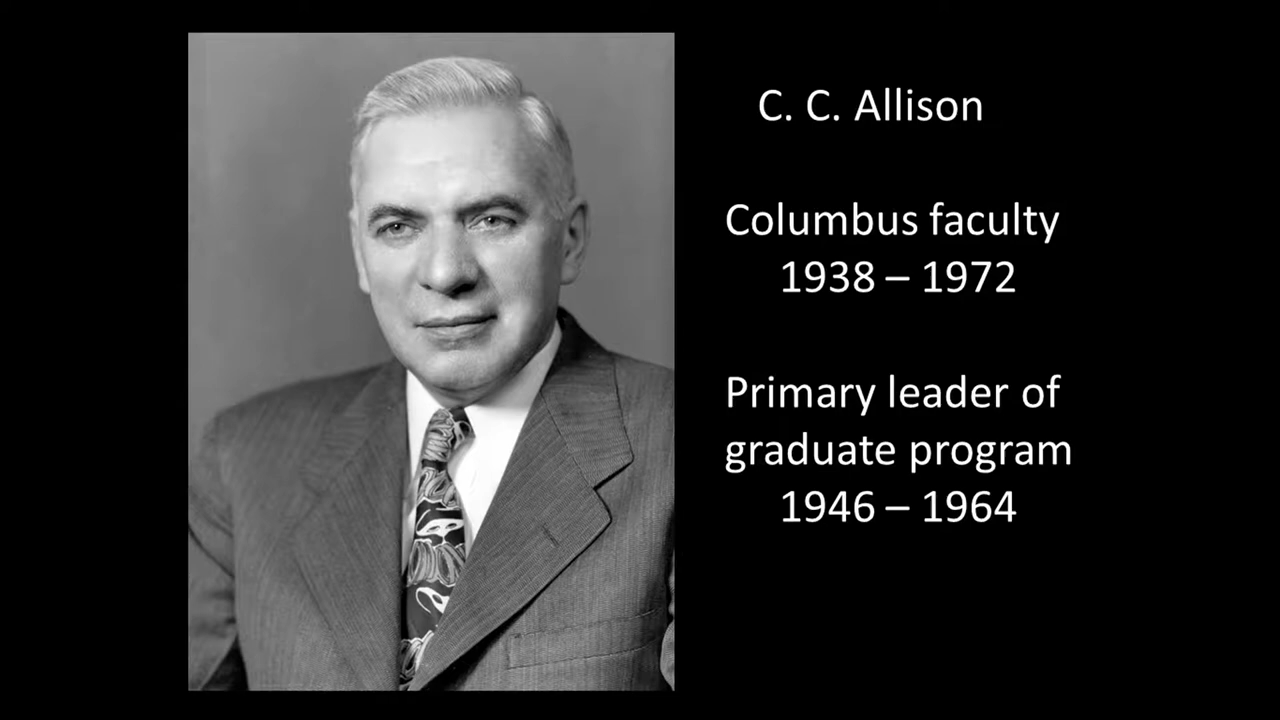 C. C. Allison
Columbus faculty
1938 – 1972
Primary leader of
graduate program
1946 – 1964